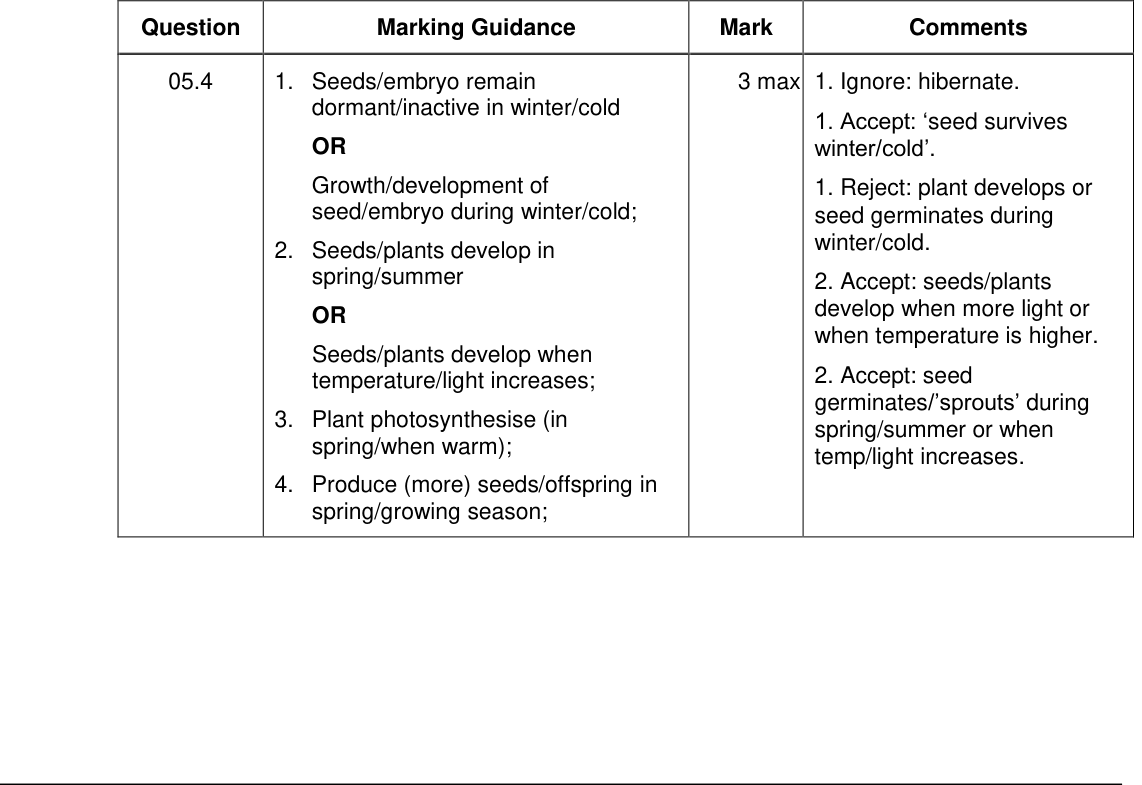 Question Marking Guidance Mark Comments
05.4
1. Seeds/embryo remain
dormant/inactive in winter/cold
OR
Growth/development of
seed/embryo during winter/cold;
2. Seeds/plants develop in
spring/summer
OR
Seeds/plants develop when
temperature/light increases;
3. Plant photosynthesise (in
spring/when warm);
4. Produce (more) seeds/offspring in
spring/growing season;
3 max
1. Ignore: hibernate.
1. Accept: ‘seed survives
winter/cold’.
1. Reject: plant develops or
seed germinates during
winter/cold.
2. Accept: seeds/plants
develop when more light or
when temperature is higher.
2. Accept: seed
germinates/’sprouts’ during
spring/summer or when
temp/light increases.